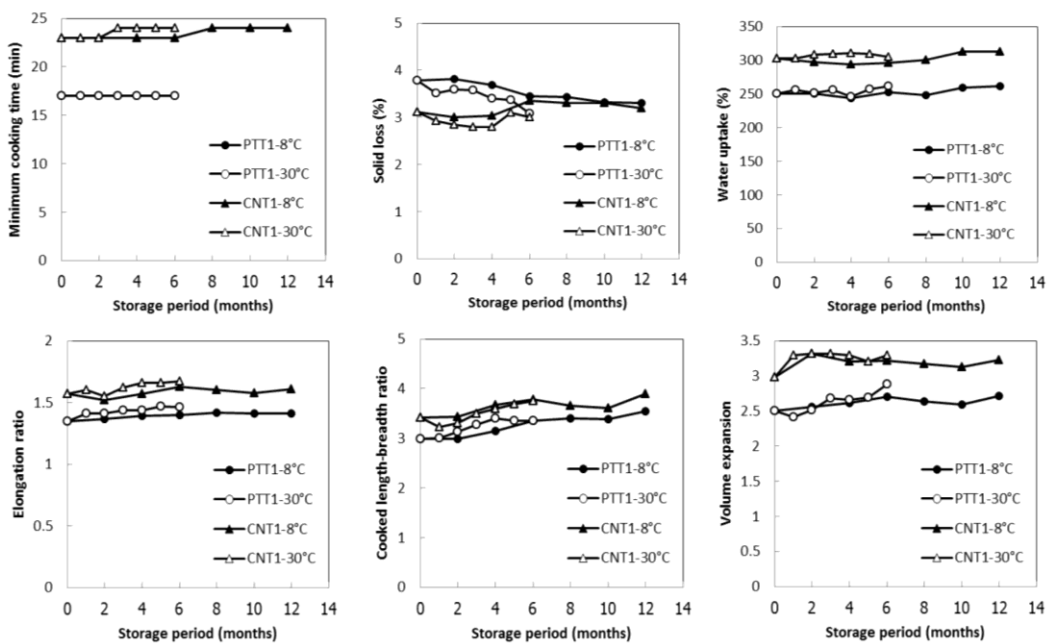 Minimum cooking time (min)
25
20
15
10
5
0
PTT1-8°C
PTT1-30°C
CNT1-8°C
CNT1-30°C
0 2 4 6 8 10 12 14
Storage period (months)
Solid loss (%)
5
4
3
2
1
0
PTT1-8°C
PTT1-30°C
CNT1-8°C
CNT1-30°C
0 2 4 6 8 10 12 14
Storage period (months)
Water uptake (%)
350
300
250
200
150
100
50
0
PTT1-8°C
PTT1-30°C
CNT1-8°C
CNT1-30°C
0 2 4 6 8 10 12 14
Storage period (months)
Elongation ratio
2
1.5
1
0.5
0
PTT1-8°C
PTT1-30°C
CNT1-8°C
CNT1-30°C
0 2 4 6 8 10 12 14
Storage period (months)
Cooked length-breadth ratio
5
4
3
2
1
0
PTT1-8°C
PTT1-30°C
CNT1-8°C
CNT1-30°C
0 2 4 6 8 10 12 14
Storage period (months)
Volume expansion
3.5
3
2.5
2
1.5
1
0.5
0
PTT1-8°C
PTT1-30°C
CNT1-8°C
CNT1-30°C
0 2 4 6 8 10 12 14
Storage period (months)